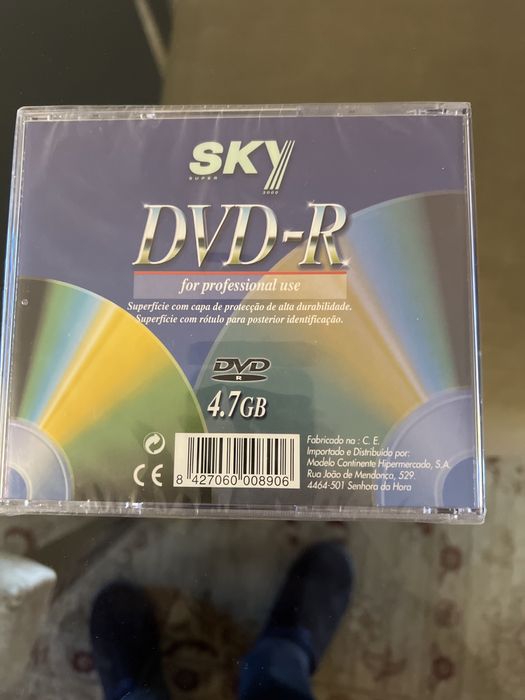 SKY
SUPER
2000
DVD-R
for professional use
Superfície com capa de protecção de alta durabilidade.
Superfície com rótulo para posterior identificação.
DVD
R
4.7GB
CE
8 427060 008906
Fabricado na : C. E.
Importado e Distribuido por:
Modelo Continente Hipermercado, S.A.
Rua João de Mendonça, 529.
4464-501 Senhora da Hora